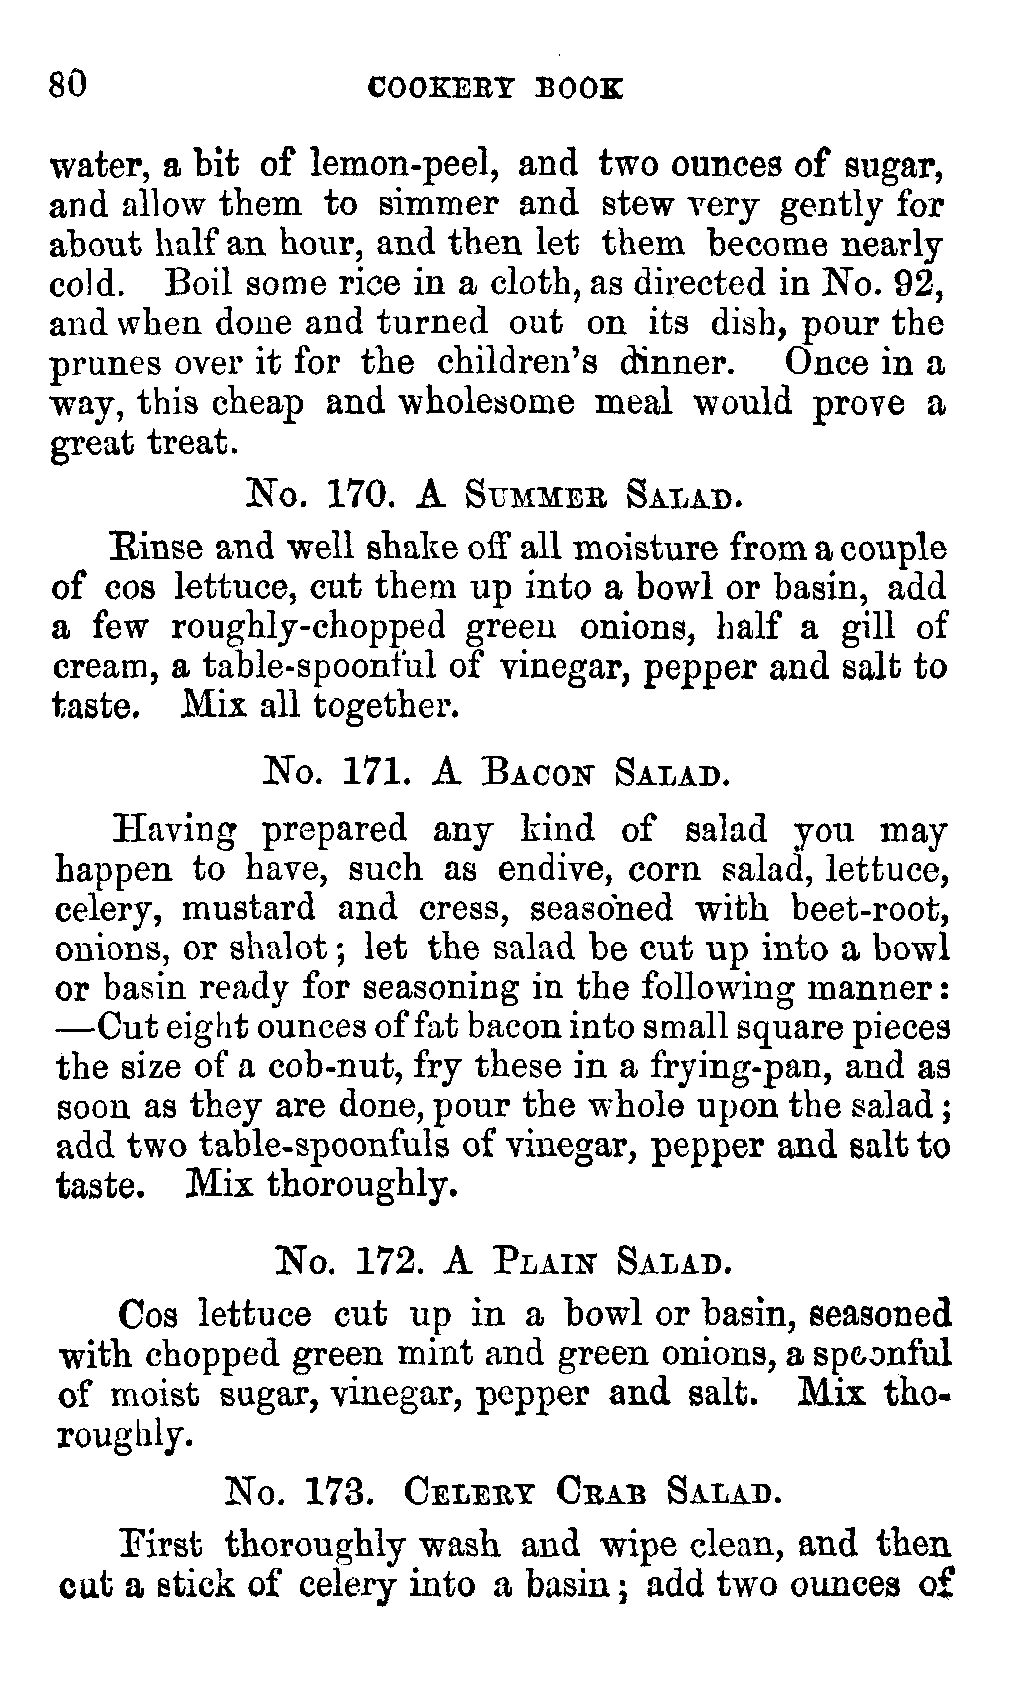 80 COOKERY BOOK
water, a bit of lemon-peel, and two ounces of sugar,
and allow them to simmer and stew very gently for
about half an hour, and then let them become nearly
cold. Boil some rice in a cloth, as directed in No. 92,
and when done and turned out on its dish, pour the
prunes over it for the children's dinner. Once in a
way, this cheap and wholesome meal would prove a
great treat.
No. 170. A Summer Salad.
Rinse and well shake off all moisture from a couple
of cos lettuce, cut them up into a bowl or basin, add
a few roughly-chopped green onions, half a gill of
cream, a table-spoonful of vinegar, pepper and salt to
taste. Mix all together.
No. 171. A Bacon Salad.
Having prepared any kind of salad you may
happen to have, such as endive, corn salad, lettuce,
celery, mustard and cress, seasoned with beet-root,
onions, or shalot; let the salad be cut up into a bowl
or basin ready for seasoning in the following manner:
—Cut eight ounces of fat bacon into small square pieces
the size of a cob-nut, fry these in a frying-pan, and as
soon as they are done, pour the whole upon the salad;
add two table-spoonfuls of vinegar, pepper and salt to
taste. Mix thoroughly.
No. 172. A Plain Salad.
Cos lettuce cut up in a bowl or basin, seasoned
with chopped green mint and green onions, a spoonful
of moist sugar, vinegar, pepper and salt. Mix tho-
roughly.
No. 173. Celery Crab Salad.
First thoroughly wash and wipe clean, and then
cut a stick of celery into a basin; add two ounces of